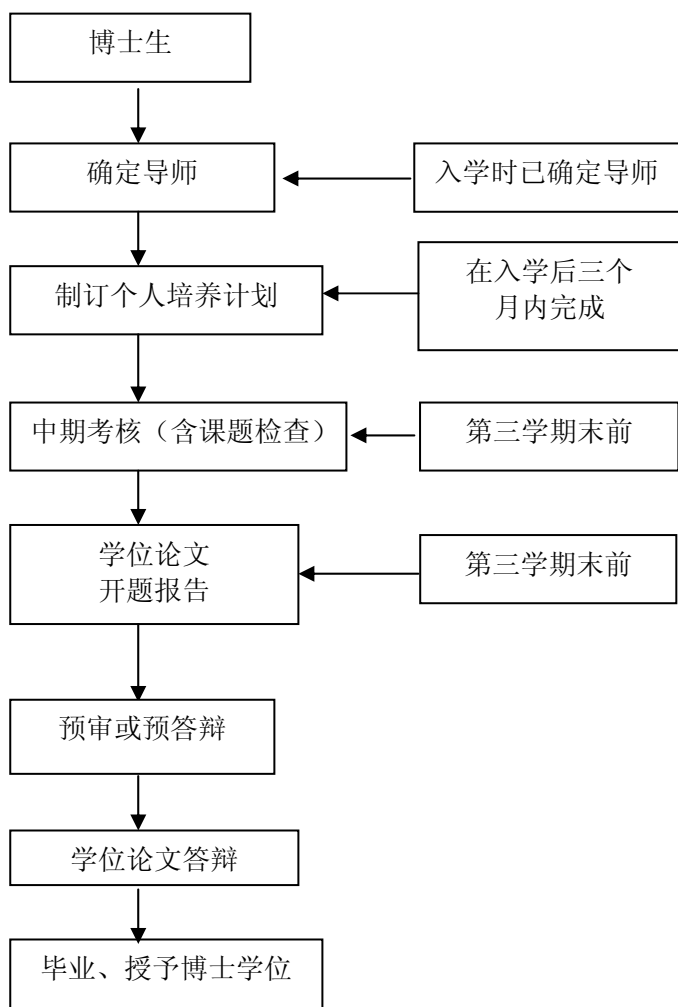 博士生
确定导师
入学时已确定导师
制订个人培养计划
在入学后三个
月内完成
中期考核（含课题检查）
第三学期末前
学位论文
开题报告
第三学期末前
预审或预答辩
学位论文答辩
毕业、授予博士学位